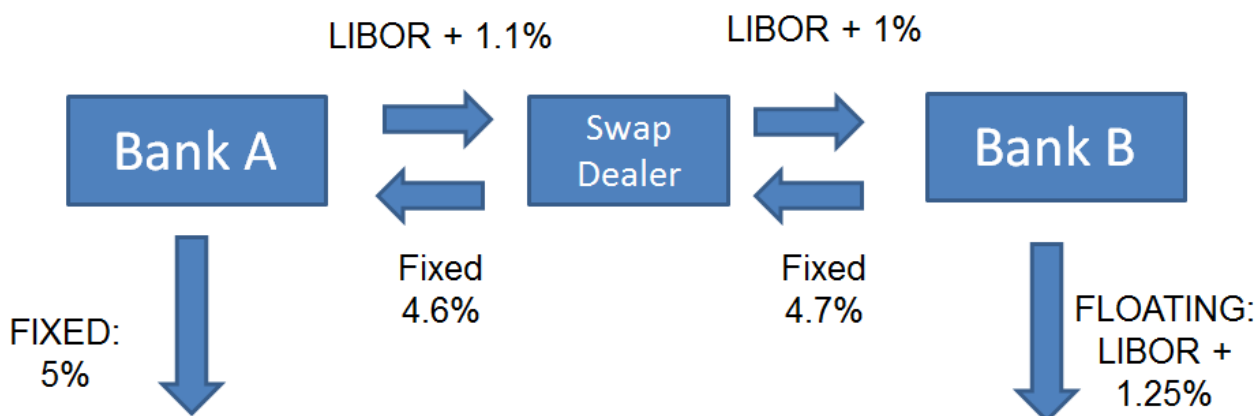 LIBOR + 1.1%
LIBOR + 1%
Bank A
Swap
Dealer
Bank B
Fixed
4.6%
Fixed
4.7%
FIXED:
5%
FLOATING:
LIBOR +
1.25%